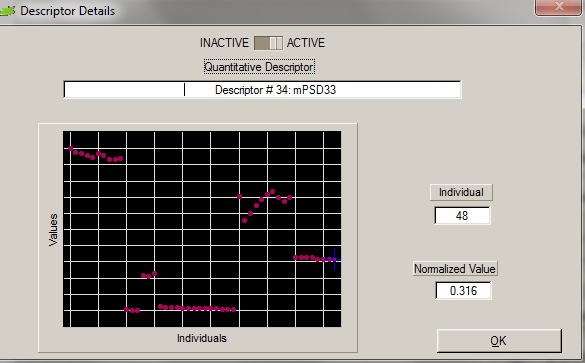 Descriptor Details
INACTIVE ACTIVE
Quantitative Descriptor
Descriptor # 34: mPSD33
Values
Individuals
Individual
48
Normalized Value
0.316
OK